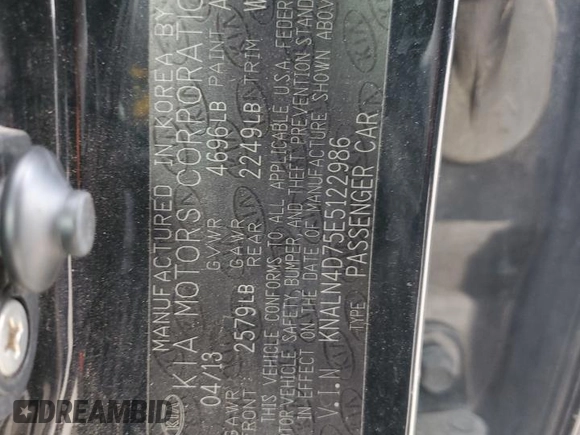 MANUFACTURED IN KOREA BY
KIA MOTORS CORPORATIO
04/13 GVWR 4696LB PAINT A
GAWR FRONT 2579LB GAWR REAR 2249LB TRIM W
THIS VEHICLE CONFORMS TO ALL APPLICABLE U.S.A. FEDER
MOTOR-VEHICLE SAFETY, BUMPER AND THEFT PREVENTION STAND
IN EFFECT ON THE DATE OF MANUFACTURE SHOWN ABOV
V.I.N KNALN4D75E5122986
TYPE PASSENGER CAR
DREAMBID